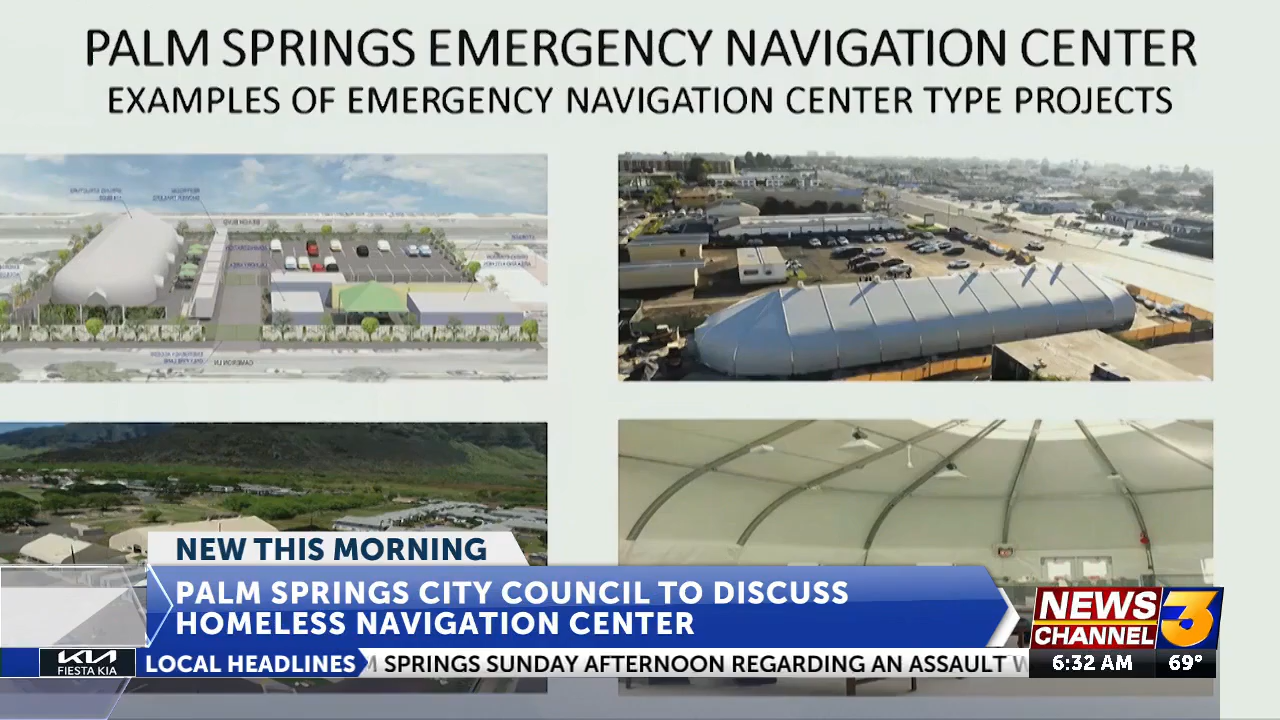 PALM SPRINGS EMERGENCY NAVIGATION CENTER
EXAMPLES OF EMERGENCY NAVIGATION CENTER TYPE PROJECTS
CAMERON LN
NEW THIS MORNING
PALM SPRINGS CITY COUNCIL TO DISCUSS
HOMELESS NAVIGATION CENTER
NEWS
CHANNEL 3
KIA
FIESTA KIA
LOCAL HEADLINES
M SPRINGS SUNDAY AFTERNOON REGARDING AN ASSAULT W
6:32 AM 69°